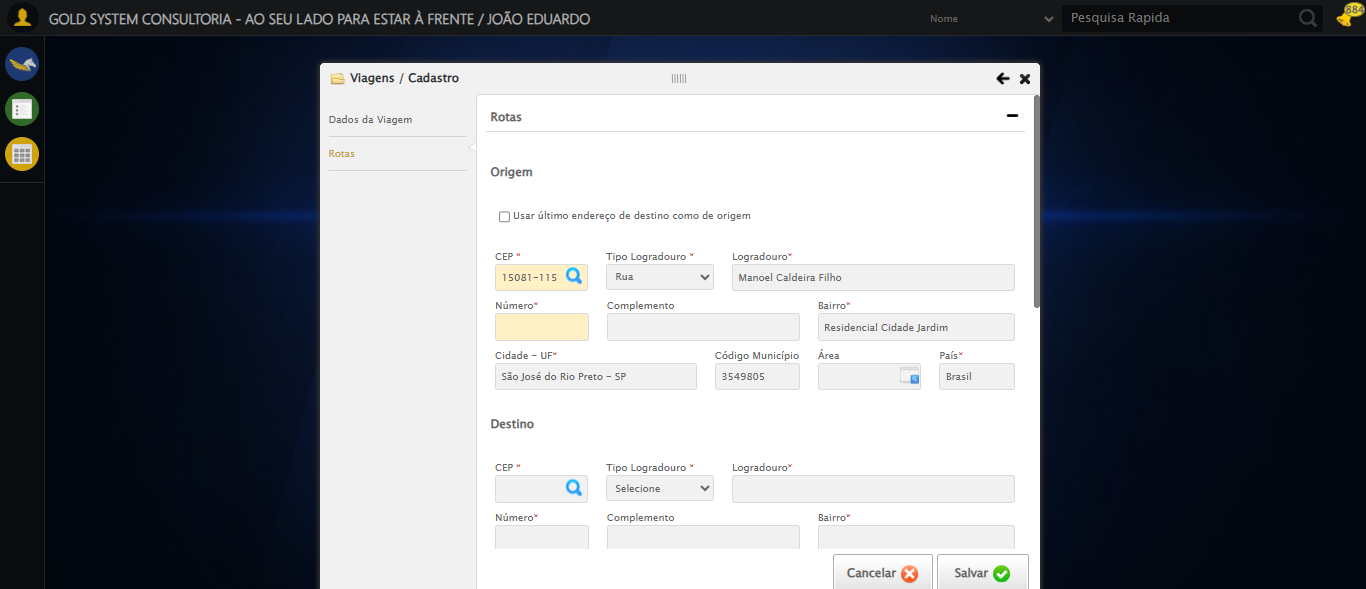 GOLD SYSTEM CONSULTORIA - AO SEU LADO PARA ESTAR À FRENTE / JOÃO EDUARDO
Nome
Pesquisa Rapida
884
Viagens / Cadastro
Dados da Viagem
Rotas
Rotas
Origem
Usar último endereço de destino como de origem
CEP * Tipo Logradouro * Logradouro*
15081-115 Rua Manoel Caldeira Filho
Número* Complemento Bairro*
Residencial Cidade Jardim
Cidade - UF* Código Município Área País*
São José do Rio Preto - SP 3549805 Brasil
Destino
CEP * Tipo Logradouro * Logradouro*
Selecione
Número* Complemento Bairro*
Cancelar Salvar